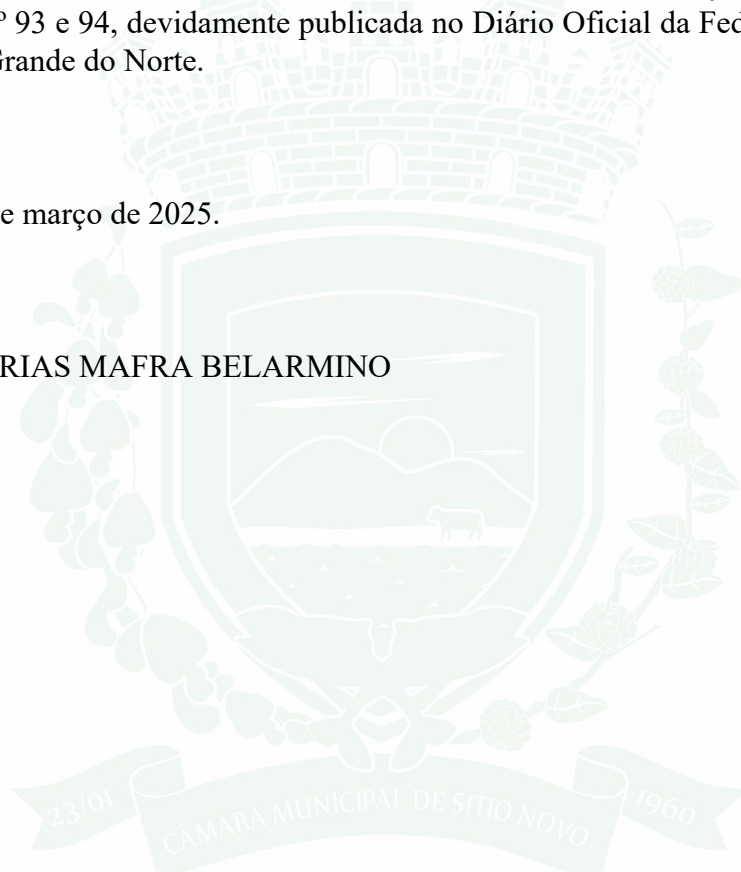 º 93 e 94, devidamente publicada no Diário Oficial da Fed
Grande do Norte.
e março de 2025.
RIAS MAFRA BELARMINO
23/01
CÂMARA MUNICIPAL DE SÍTIO NOVO
1960